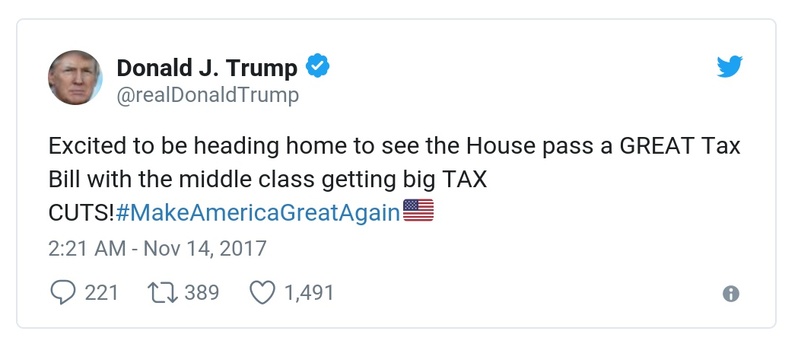 Donald J. Trump
@realDonaldTrump
Excited to be heading home to see the House pass a GREAT Tax
Bill with the middle class getting big TAX
CUTS!#MakeAmericaGreatAgain🇺🇸
2:21 AM - Nov 14, 2017
221 389 1,491